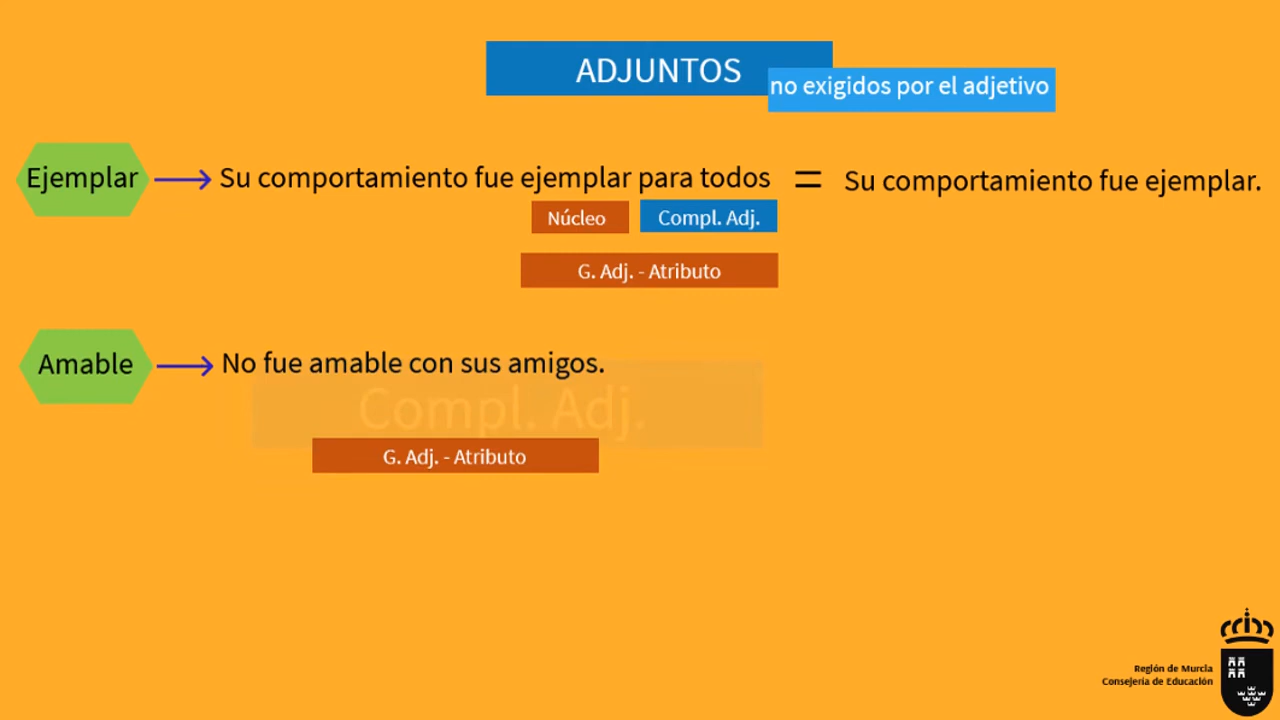 ADJUNTOS
no exigidos por el adjetivo
Ejemplar
Su comportamiento fue ejemplar para todos = Su comportamiento fue ejemplar.
Núcleo
Compl. Adj.
G. Adj. - Atributo
Amable
No fue amable con sus amigos.
Compl. Adj.
G. Adj. - Atributo
Región de Murcia
Consejería de Educación